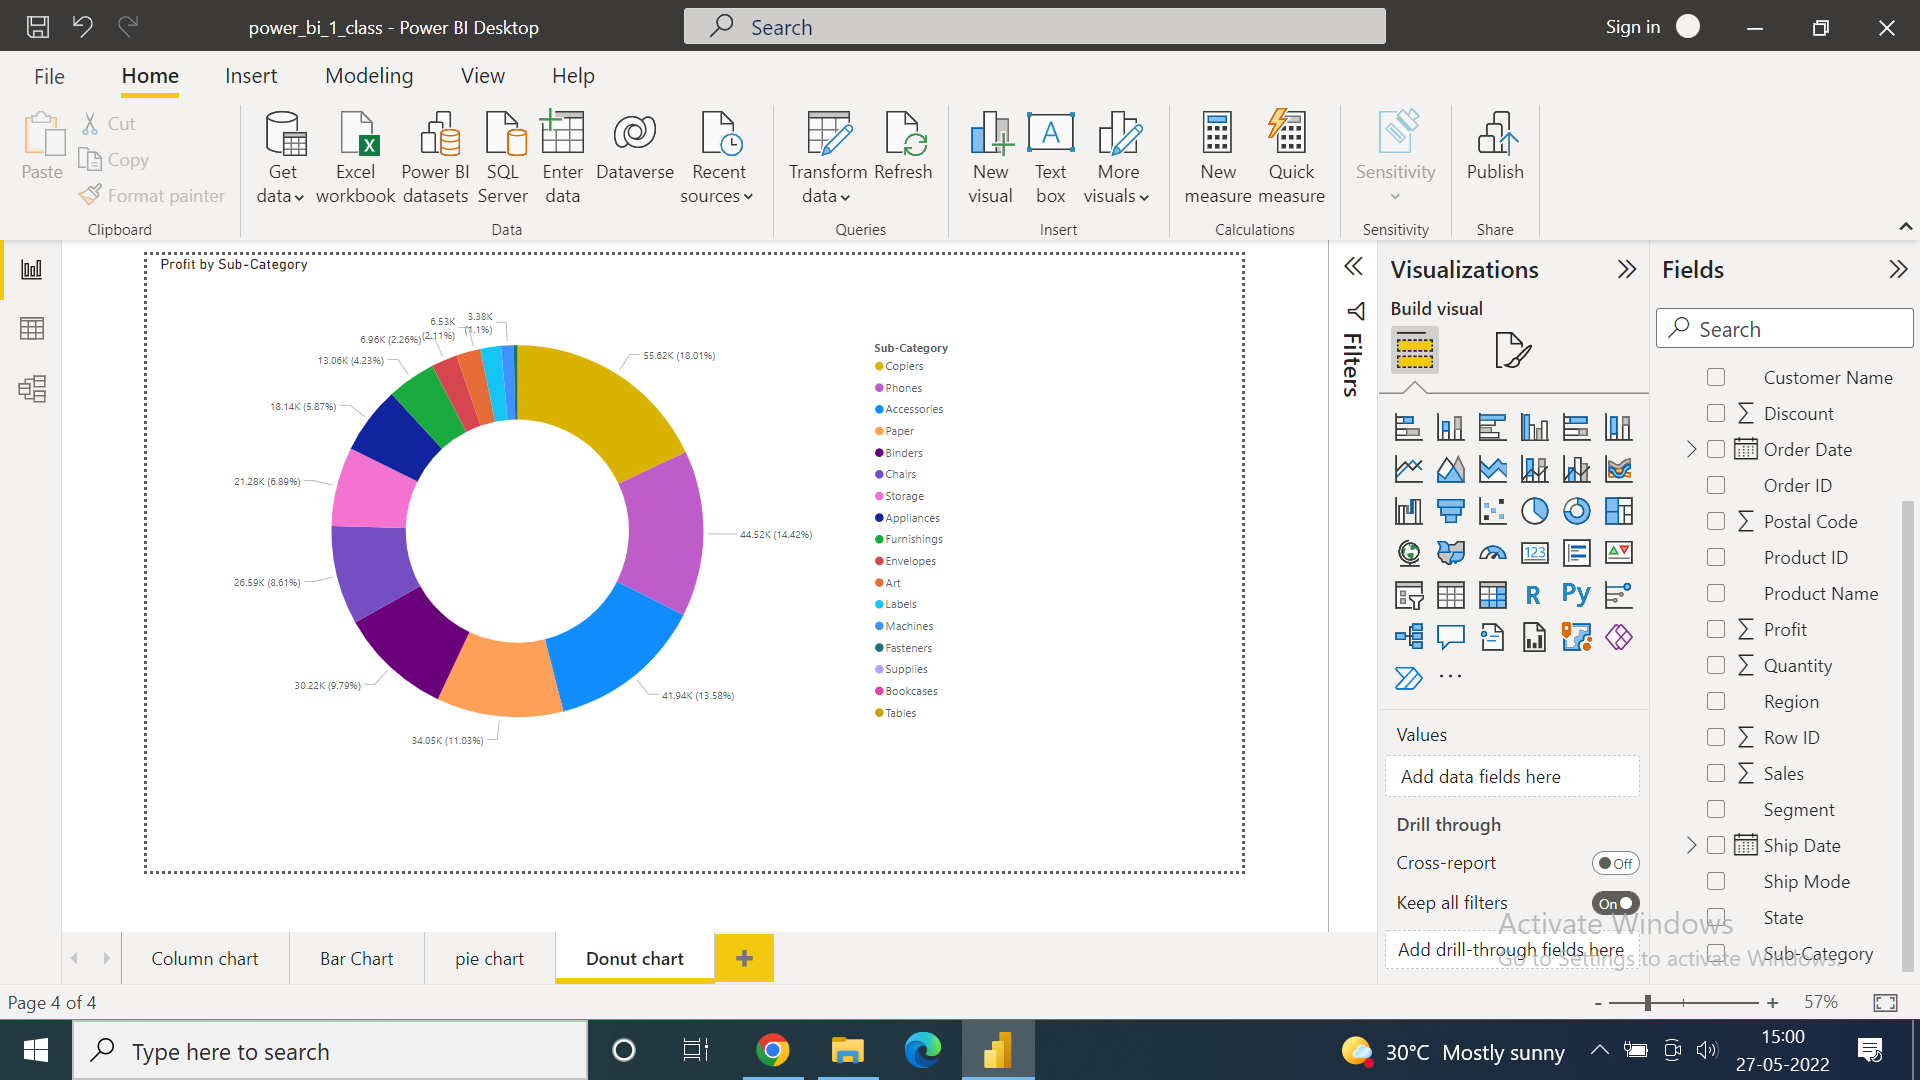 power_bi_1_class - Power BI Desktop
Search
Sign in
File
Home
Insert
Modeling
View
Help
Paste
Cut
Copy
Format painter
Clipboard
Get data
Excel workbook
Power BI datasets
SQL Server
Enter data
Dataverse
Recent sources
Data
Transform data
Refresh
Queries
New visual
Text box
More visuals
Insert
New measure
Quick measure
Calculations
Sensitivity
Sensitivity
Publish
Share
Profit by Sub-Category
55.62K (18.01%)
44.52K (14.42%)
41.94K (13.58%)
34.05K (11.03%)
30.22K (9.79%)
26.59K (8.61%)
21.28K (6.89%)
18.14K (5.87%)
13.06K (4.23%)
6.96K (2.26%)
6.53K (2.11%)
3.38K (1.1%)
Sub-Category
Copiers
Phones
Accessories
Paper
Binders
Chairs
Storage
Appliances
Furnishings
Envelopes
Art
Labels
Machines
Fasteners
Supplies
Bookcases
Tables
Filters
Visualizations
Build visual
123
R
Py
Values
Add data fields here
Drill through
Cross-report
Off
Keep all filters
On
Add drill-through fields here
Fields
Search
Customer Name
Discount
Order Date
Order ID
Postal Code
Product ID
Product Name
Profit
Quantity
Region
Row ID
Sales
Segment
Ship Date
Ship Mode
State
Sub-Category
Activate Windows
Go to Settings to activate Windows.
Column chart
Bar Chart
pie chart
Donut chart
Page 4 of 4
57%
Type here to search
30°C Mostly sunny
15:00
27-05-2022